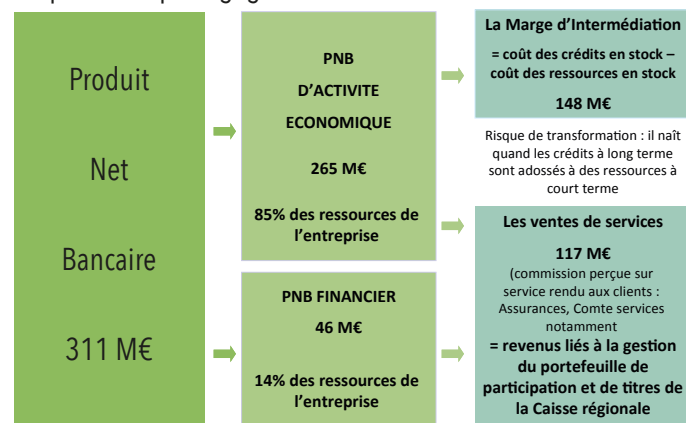 Produit
Net
Bancaire
311 M€
PNB
D'ACTIVITE
ECONOMIQUE
265 M€
85% des ressources de
l'entreprise
PNB FINANCIER
46 M€
14% des ressources de
l'entreprise
La Marge d'Intermédiation
= coût des crédits en stock –
coût des ressources en stock
148 M€
Risque de transformation : il naît
quand les crédits à long terme
sont adossés à des ressources à
court terme
Les ventes de services
117 M€
(commission perçue sur
service rendu aux clients :
Assurances, Comte services
notamment
= revenus liés à la gestion
du portefeuille de
participation et de titres de
la Caisse régionale